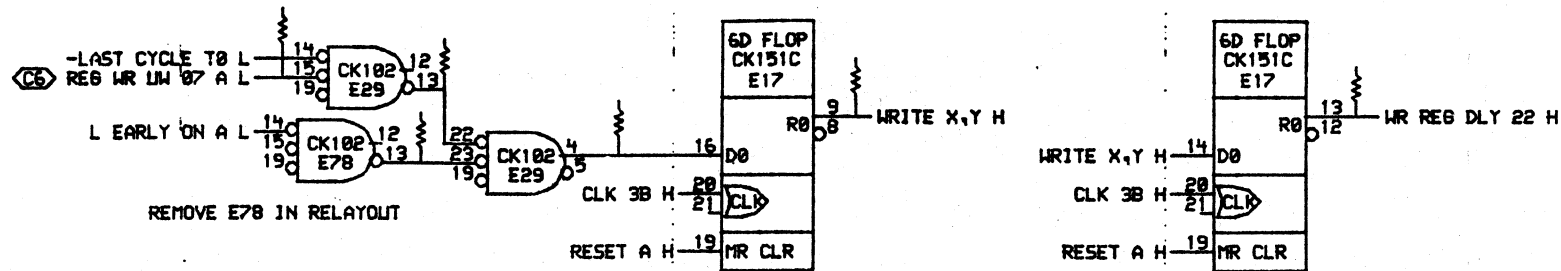 -LAST CYCLE T0 L 14
C6 REG WR UW 07 A L 15
19
CK102
E29
12
13
L EARLY ON A L 14
15
19
CK102
E78
12
13
22
23
19
CK102
E29
4
5
REMOVE E78 IN RELAYOUT
6D FLOP
CK151C
E17
9
R0 8
WRITE X,Y H
16 D0
CLK 3B H 20
21 CLK
RESET A H 19 MR CLR
6D FLOP
CK151C
E17
13
R0 12
WR REG DLY 22 H
WRITE X,Y H 14 D0
CLK 3B H 20
21 CLK
RESET A H 19 MR CLR